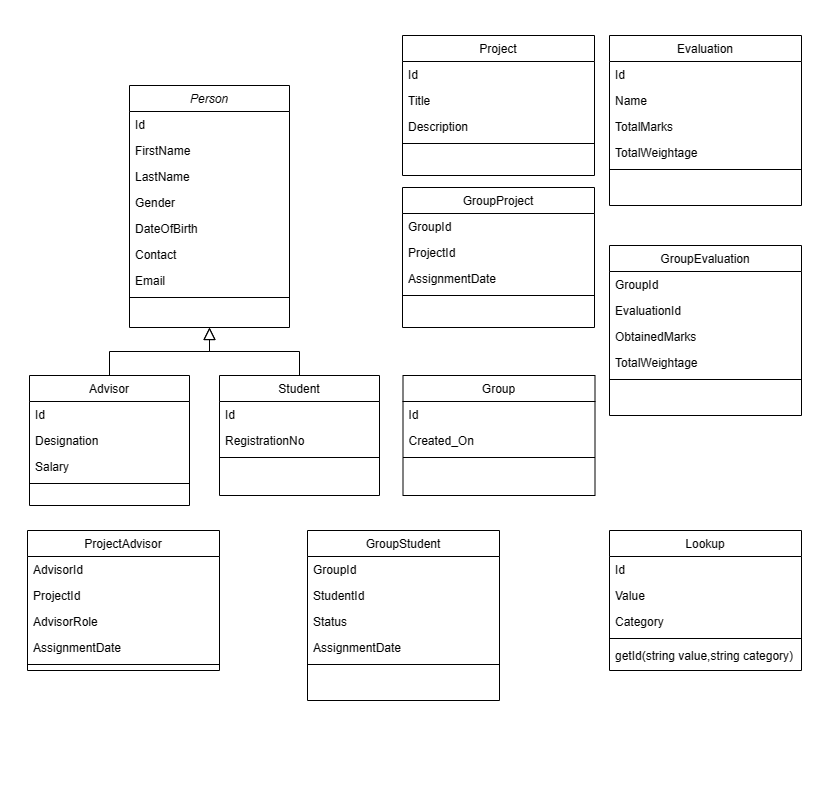 Project
Id
Title
Description
Evaluation
Id
Name
TotalMarks
TotalWeightage
Person
Id
FirstName
LastName
Gender
DateOfBirth
Contact
Email
GroupProject
GroupId
ProjectId
AssignmentDate
GroupEvaluation
GroupId
EvaluationId
ObtainedMarks
TotalWeightage
Advisor
Id
Designation
Salary
Student
Id
RegistrationNo
Group
Id
Created_On
ProjectAdvisor
AdvisorId
ProjectId
AdvisorRole
AssignmentDate
GroupStudent
GroupId
StudentId
Status
AssignmentDate
Lookup
Id
Value
Category
getId(string value,string category)